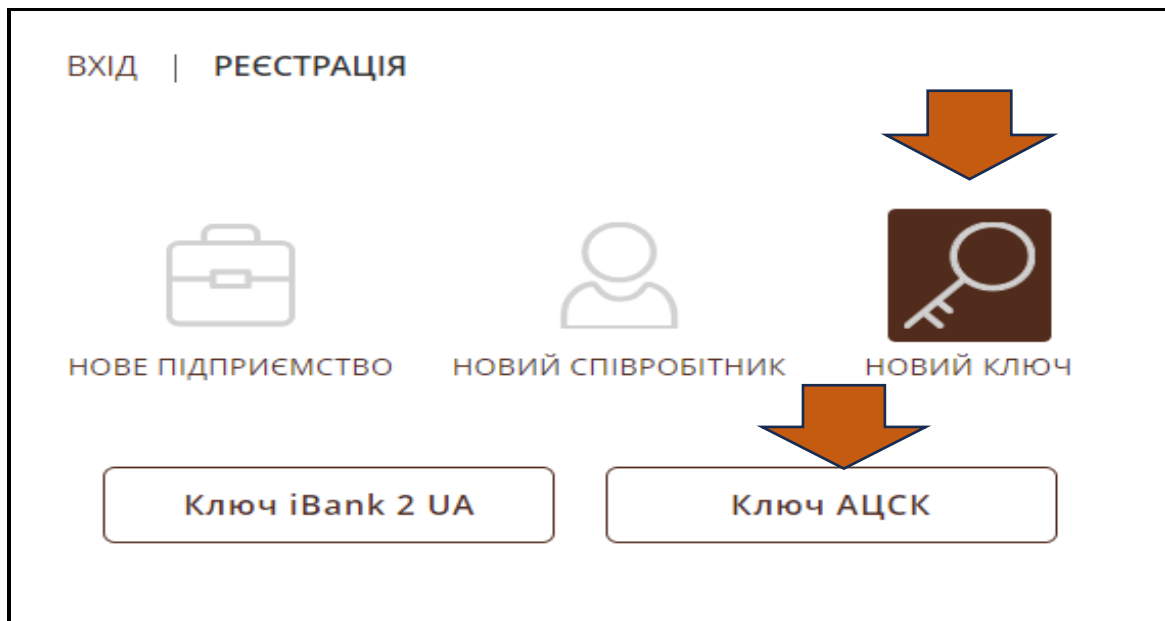 ВХІД | РЕЄСТРАЦІЯ
НОВЕ ПІДПРИЄМСТВО НОВИЙ СПІВРОБІТНИК НОВИЙ КЛЮЧ
Ключ iBank 2 UA Ключ АЦСК